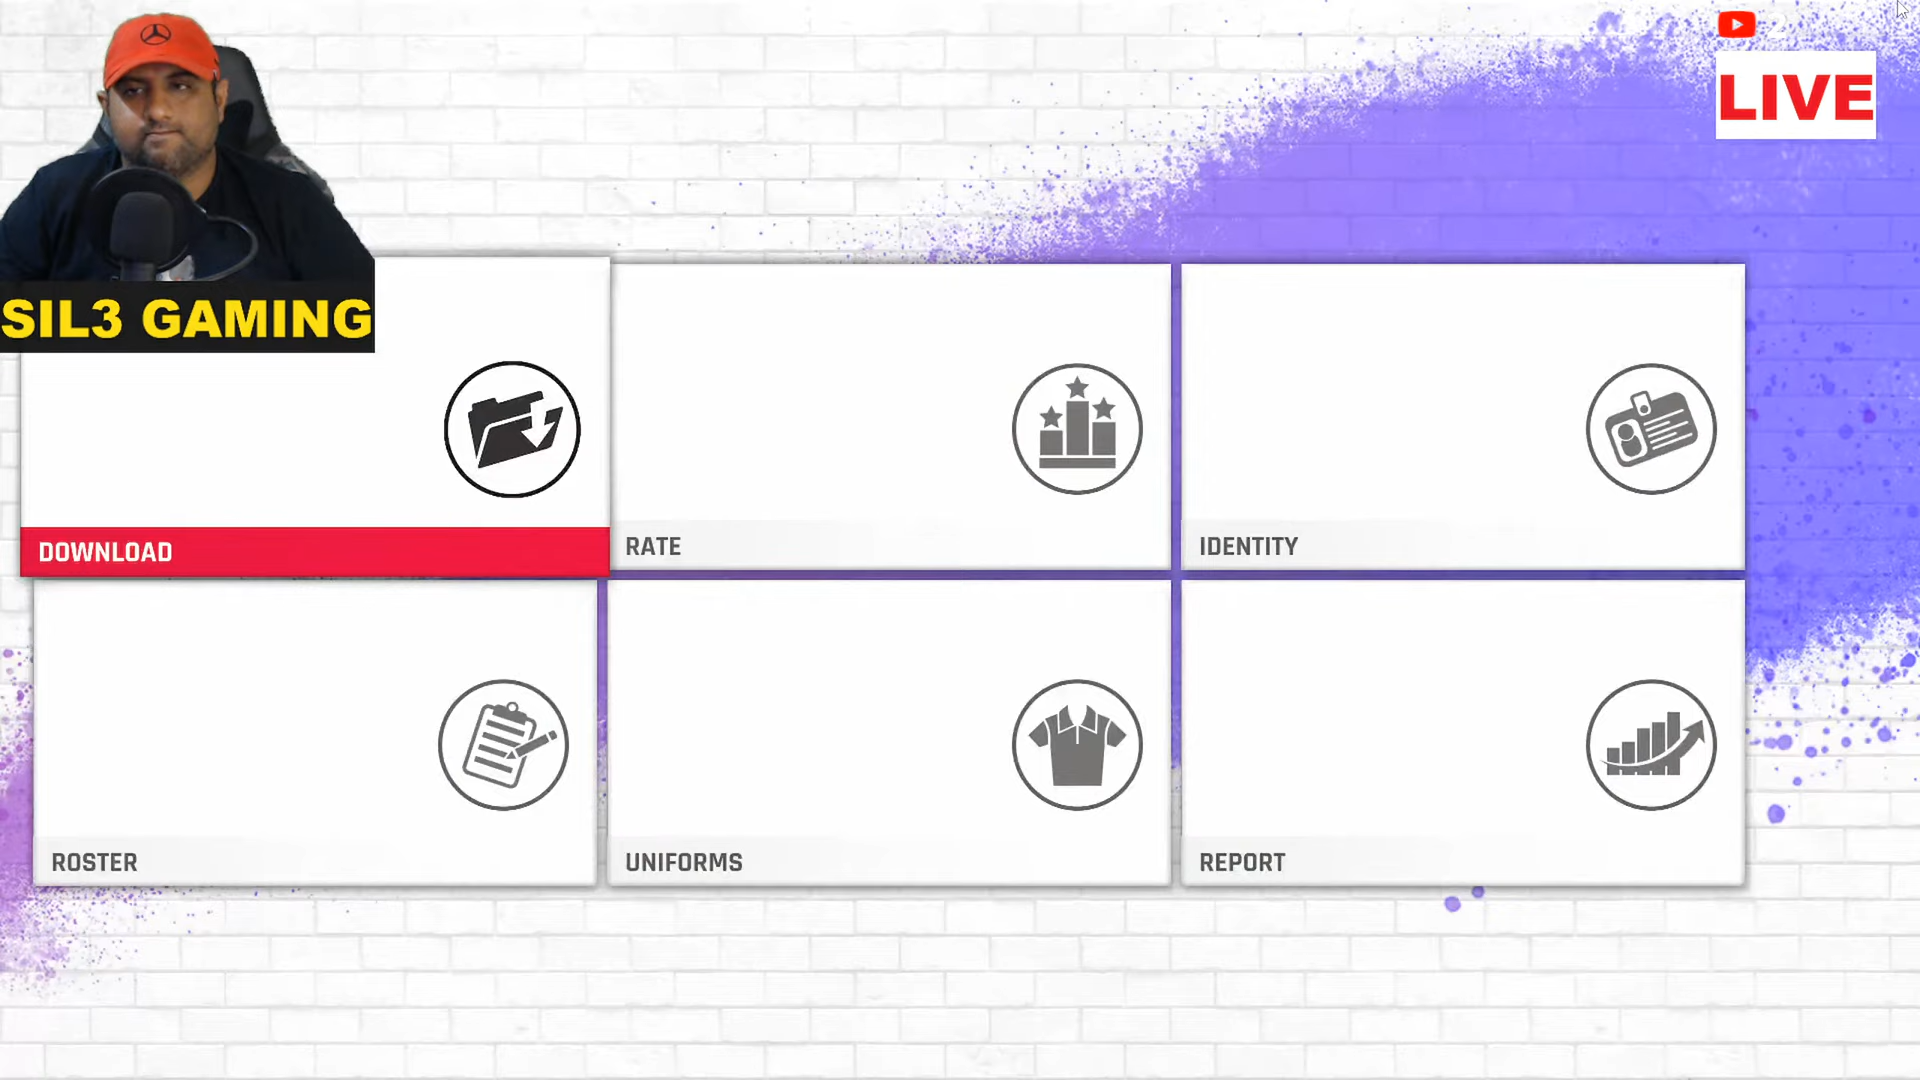 LIVE
SIL3 GAMING
DOWNLOAD
RATE
IDENTITY
ROSTER
UNIFORMS
REPORT